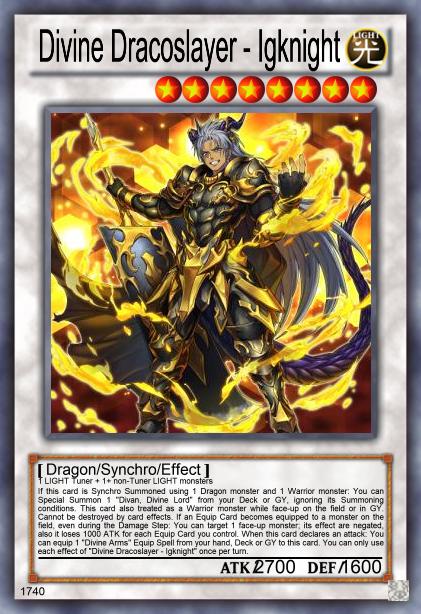 Divine Dracoslayer - Igknight
LIGHT
光
[ Dragon/Synchro/Effect ]
1 LIGHT Tuner + 1+ non-Tuner LIGHT monsters
If this card is Synchro Summoned using 1 Dragon monster and 1 Warrior monster: You can
Special Summon 1 "Divan, Divine Lord" from your Deck or GY, ignoring its Summoning
conditions. This card also treated as a Warrior monster while face-up on the field or in GY.
Cannot be destroyed by card effects. If an Equip Card becomes equipped to a monster on the
field, even during the Damage Step: You can target 1 face-up monster; its effect are negated,
also it loses 1000 ATK for each Equip Card you control. When this card declares an attack: You
can equip 1 "Divine Arms" Equip Spell from your hand, Deck or GY to this card. You can only use
each effect of "Divine Dracoslayer - Igknight" once per turn.
ATK/2700 DEF/1600
1740